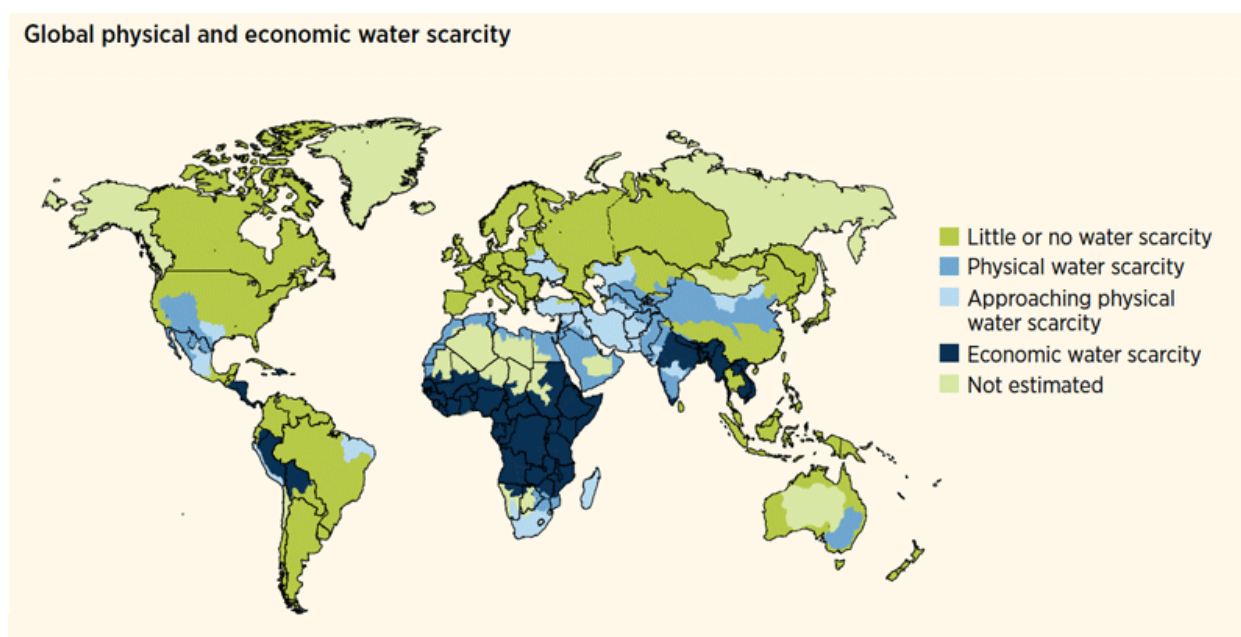 Global physical and economic water scarcity
Little or no water scarcity
Physical water scarcity
Approaching physical
water scarcity
Economic water scarcity
Not estimated